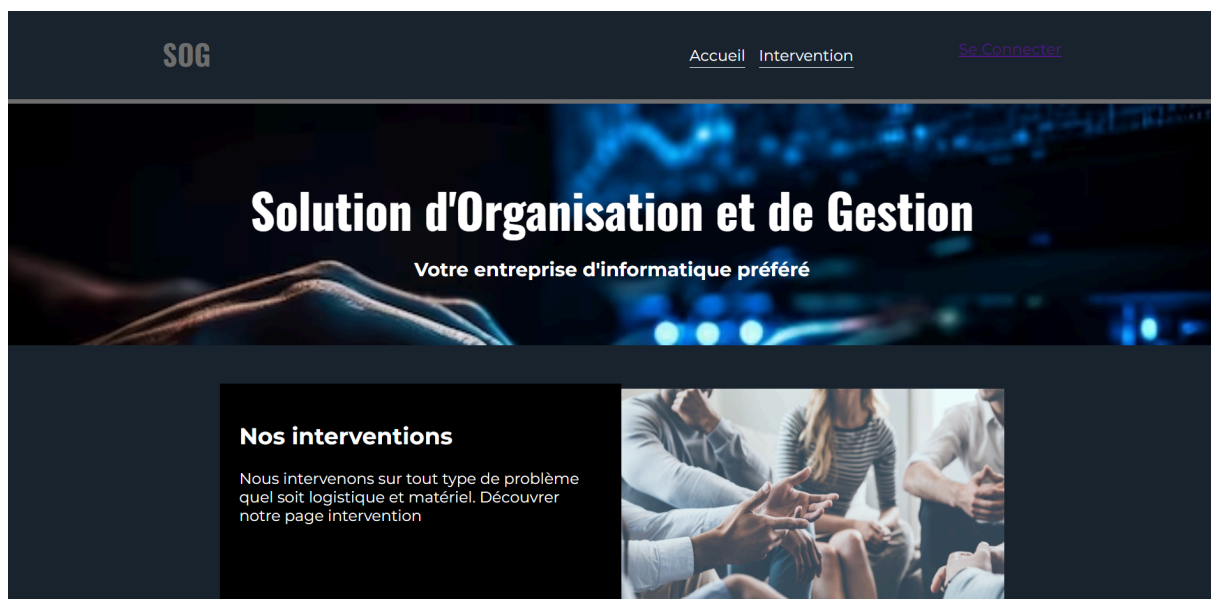 SOG
Accueil Intervention Se Connecter
Solution d'Organisation et de Gestion
Votre entreprise d'informatique préféré
Nos interventions
Nous intervenons sur tout type de problème
quel soit logistique et matériel. Découvrer
notre page intervention